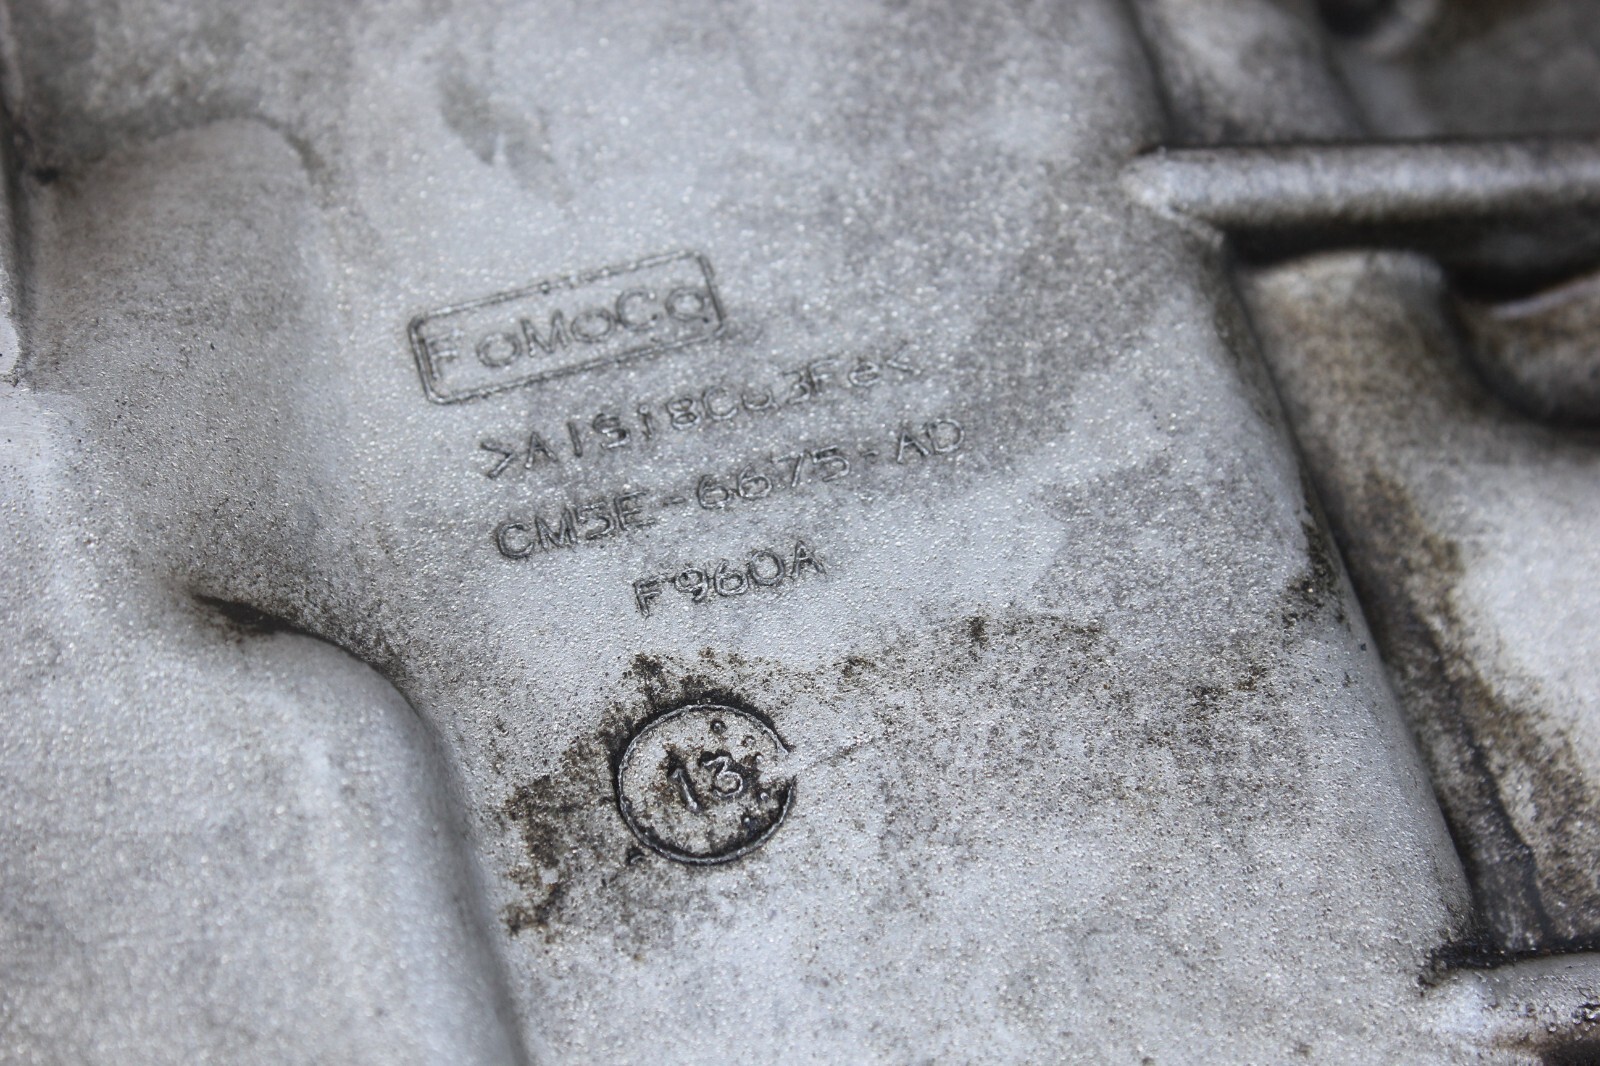 FoMoCo
>AlSi8Cu3Fe<
CM5E-6675-AD
F960A
13